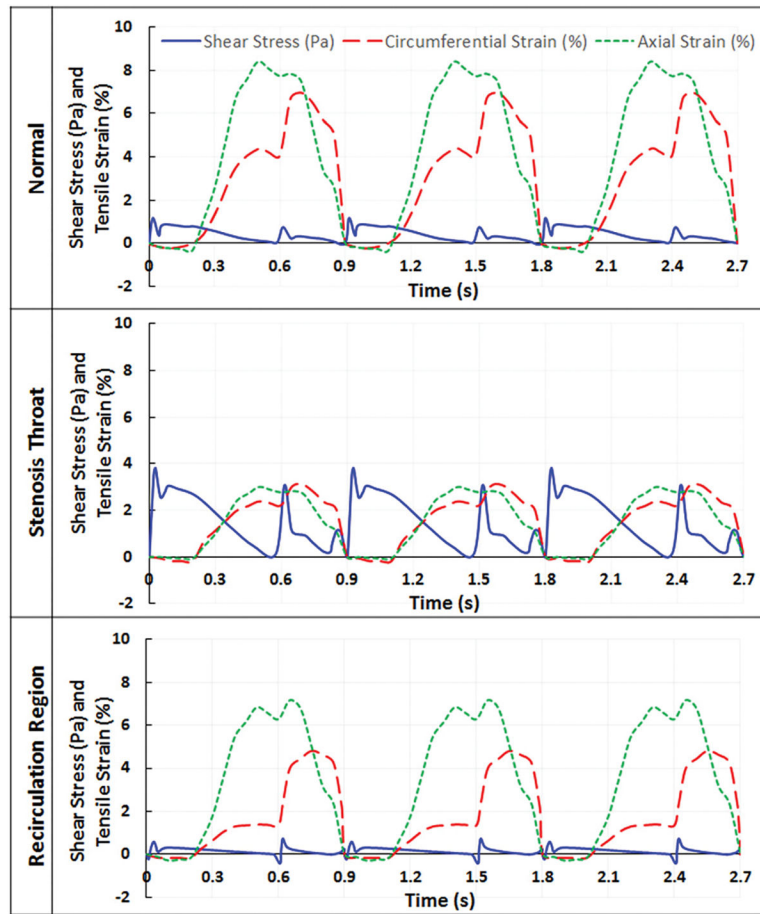 Normal
Shear Stress (Pa) and
Tensile Strain (%)
Shear Stress (Pa) Circumferential Strain (%) Axial Strain (%)
10
8
6
4
2
0
-2
0 0.3 0.6 0.9 1.2 1.5 1.8 2.1 2.4 2.7
Time (s)
Stenosis Throat
Shear Stress (Pa) and
Tensile Strain (%)
10
8
6
4
2
0
-2
0 0.3 0.6 0.9 1.2 1.5 1.8 2.1 2.4 2.7
Time (s)
Recirculation Region
Shear Stress (Pa) and
Tensile Strain (%)
10
8
6
4
2
0
-2
0 0.3 0.6 0.9 1.2 1.5 1.8 2.1 2.4 2.7
Time (s)